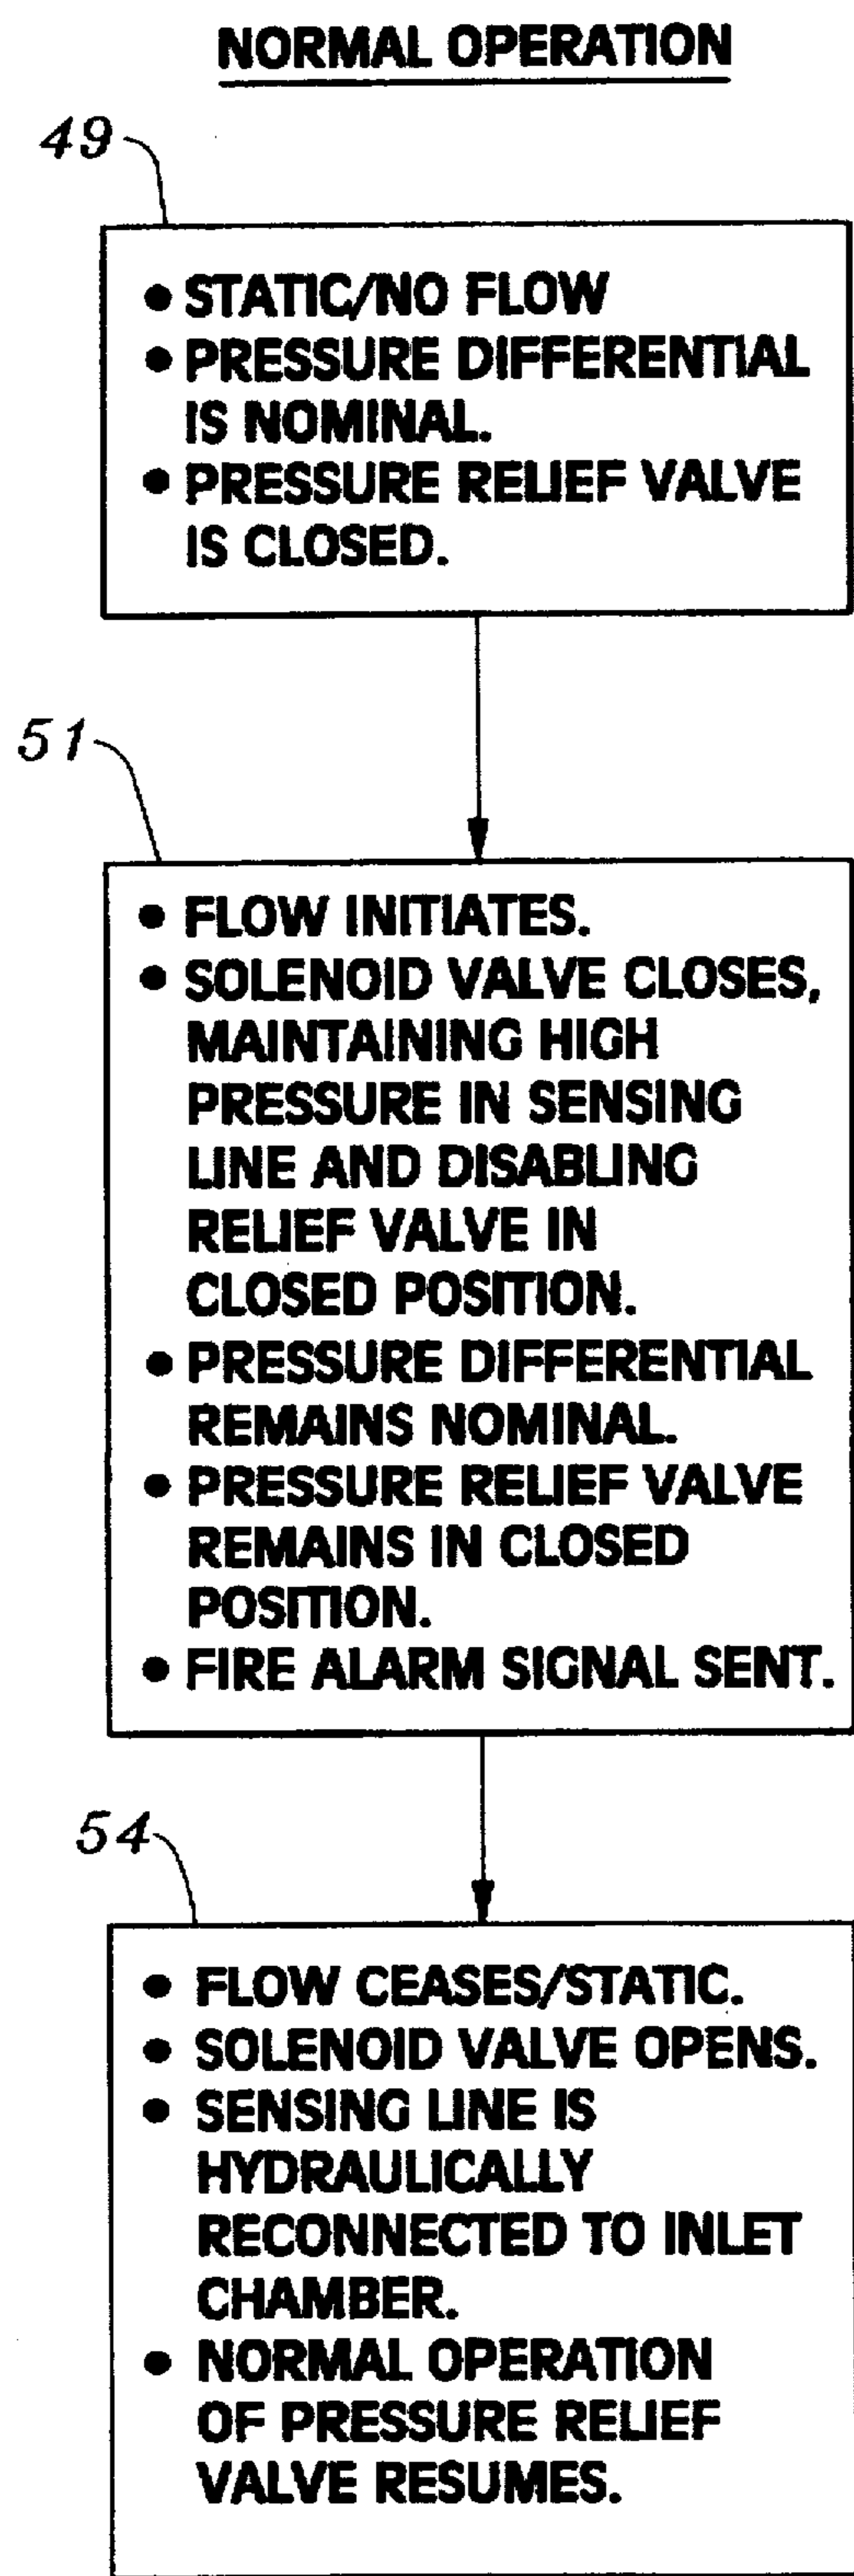 NORMAL OPERATION
49
• STATIC/NO FLOW
• PRESSURE DIFFERENTIAL
IS NOMINAL.
• PRESSURE RELIEF VALVE
IS CLOSED.
51
• FLOW INITIATES.
• SOLENOID VALVE CLOSES,
MAINTAINING HIGH
PRESSURE IN SENSING
LINE AND DISABLING
RELIEF VALVE IN
CLOSED POSITION.
• PRESSURE DIFFERENTIAL
REMAINS NOMINAL.
• PRESSURE RELIEF VALVE
REMAINS IN CLOSED
POSITION.
• FIRE ALARM SIGNAL SENT.
54
• FLOW CEASES/STATIC.
• SOLENOID VALVE OPENS.
• SENSING LINE IS
HYDRAULICALLY
RECONNECTED TO INLET
CHAMBER.
• NORMAL OPERATION
OF PRESSURE RELIEF
VALVE RESUMES.